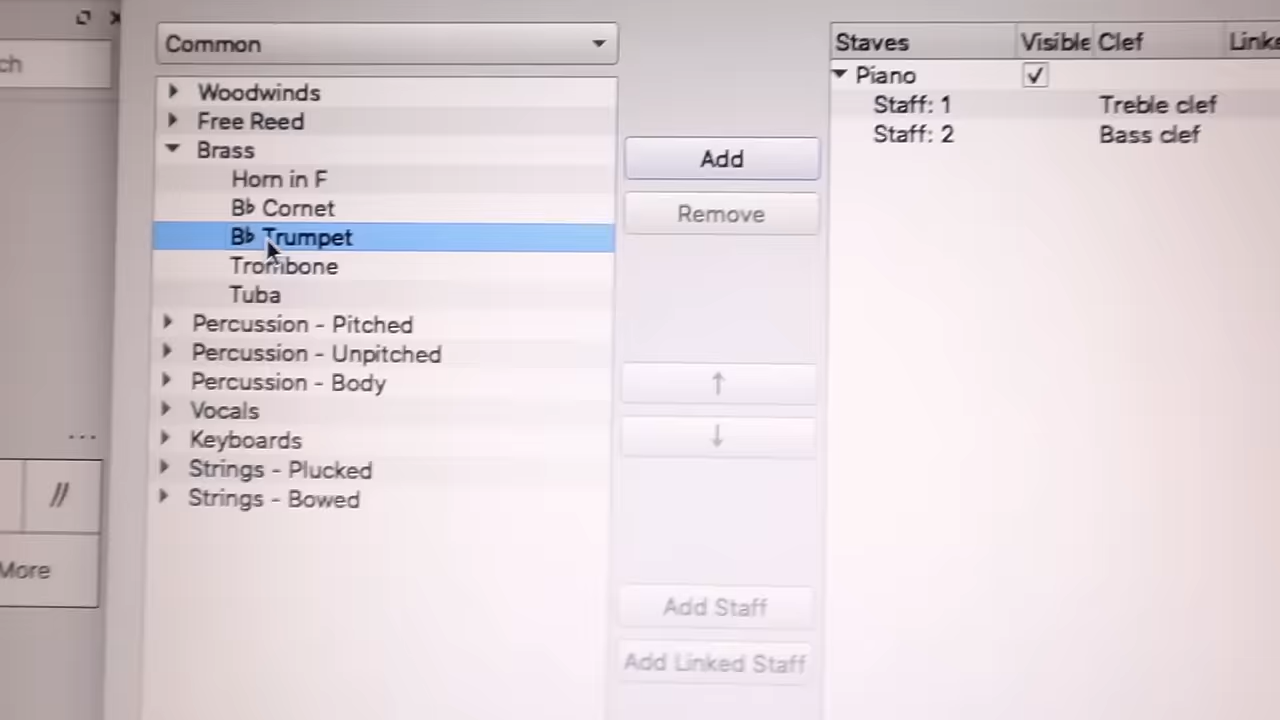 ch
Common
Woodwinds
Free Reed
Brass
Horn in F
B♭ Cornet
B♭ Trumpet
Trombone
Tuba
Percussion - Pitched
Percussion - Unpitched
Percussion - Body
Vocals
Keyboards
Strings - Plucked
Strings - Bowed
...
//
More
Add
Remove
↑
↓
Add Staff
Add Linked Staff
Staves Visible Clef Linke
Piano ✓
Staff: 1 Treble clef
Staff: 2 Bass clef